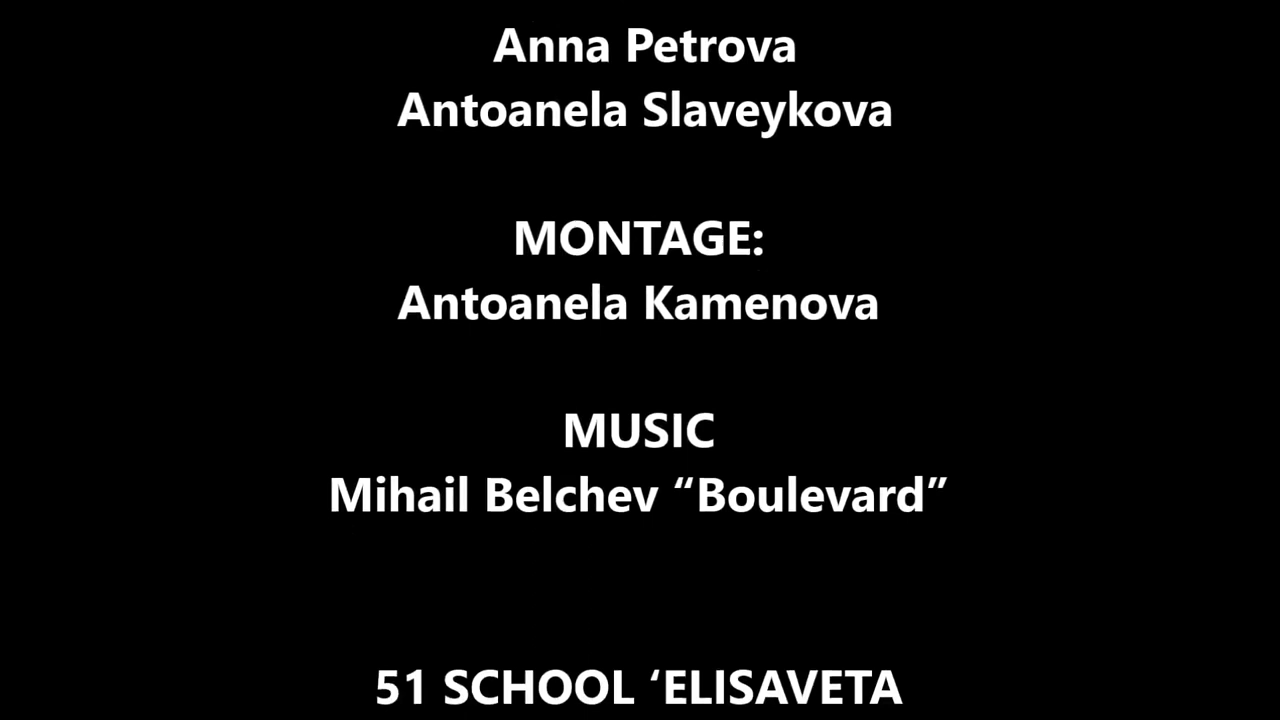 Anna Petrova
Antoanela Slaveykova
MONTAGE:
Antoanela Kamenova
MUSIC
Mihail Belchev “Boulevard”
51 SCHOOL ‘ELISAVETA